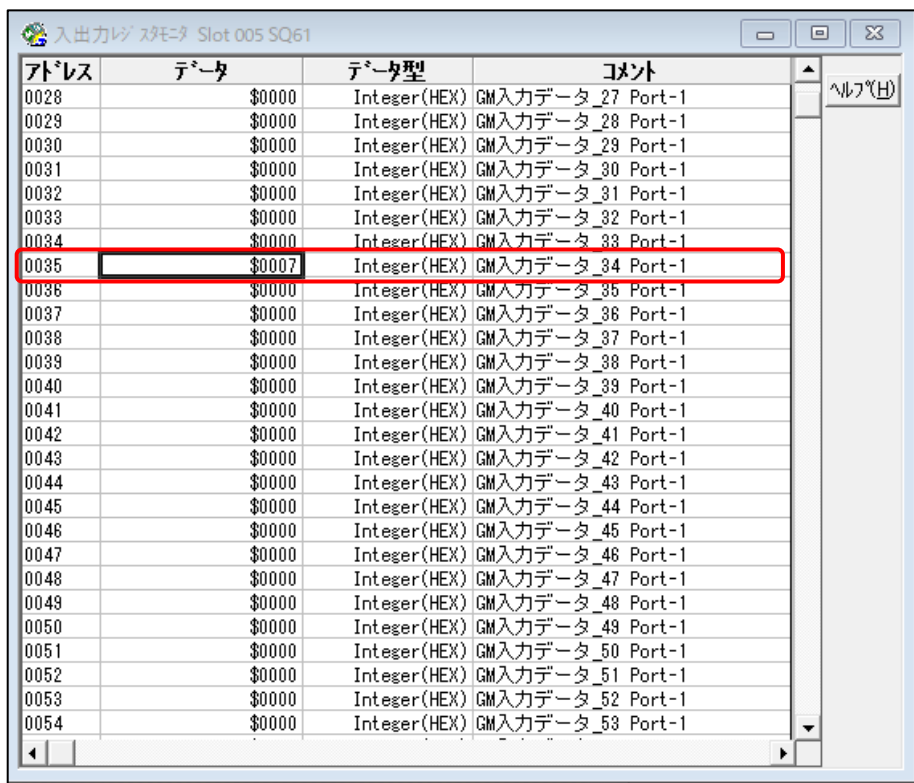 入出力ﾚｼﾞｽﾀﾓﾆﾀ Slot 005 SQ61
ｱﾄﾞﾚｽ ﾃﾞｰﾀ ﾃﾞｰﾀ型 ｺﾒﾝﾄ
ﾍﾙﾌﾟ(H)
0028 $0000 Integer(HEX) GM入力データ_27 Port-1
0029 $0000 Integer(HEX) GM入力データ_28 Port-1
0030 $0000 Integer(HEX) GM入力データ_29 Port-1
0031 $0000 Integer(HEX) GM入力データ_30 Port-1
0032 $0000 Integer(HEX) GM入力データ_31 Port-1
0033 $0000 Integer(HEX) GM入力データ_32 Port-1
0034 $0000 Integer(HEX) GM入力データ_33 Port-1
0035 $0007 Integer(HEX) GM入力データ_34 Port-1
0036 $0000 Integer(HEX) GM入力データ_35 Port-1
0037 $0000 Integer(HEX) GM入力データ_36 Port-1
0038 $0000 Integer(HEX) GM入力データ_37 Port-1
0039 $0000 Integer(HEX) GM入力データ_38 Port-1
0040 $0000 Integer(HEX) GM入力データ_39 Port-1
0041 $0000 Integer(HEX) GM入力データ_40 Port-1
0042 $0000 Integer(HEX) GM入力データ_41 Port-1
0043 $0000 Integer(HEX) GM入力データ_42 Port-1
0044 $0000 Integer(HEX) GM入力データ_43 Port-1
0045 $0000 Integer(HEX) GM入力データ_44 Port-1
0046 $0000 Integer(HEX) GM入力データ_45 Port-1
0047 $0000 Integer(HEX) GM入力データ_46 Port-1
0048 $0000 Integer(HEX) GM入力データ_47 Port-1
0049 $0000 Integer(HEX) GM入力データ_48 Port-1
0050 $0000 Integer(HEX) GM入力データ_49 Port-1
0051 $0000 Integer(HEX) GM入力データ_50 Port-1
0052 $0000 Integer(HEX) GM入力データ_51 Port-1
0053 $0000 Integer(HEX) GM入力データ_52 Port-1
0054 $0000 Integer(HEX) GM入力データ_53 Port-1